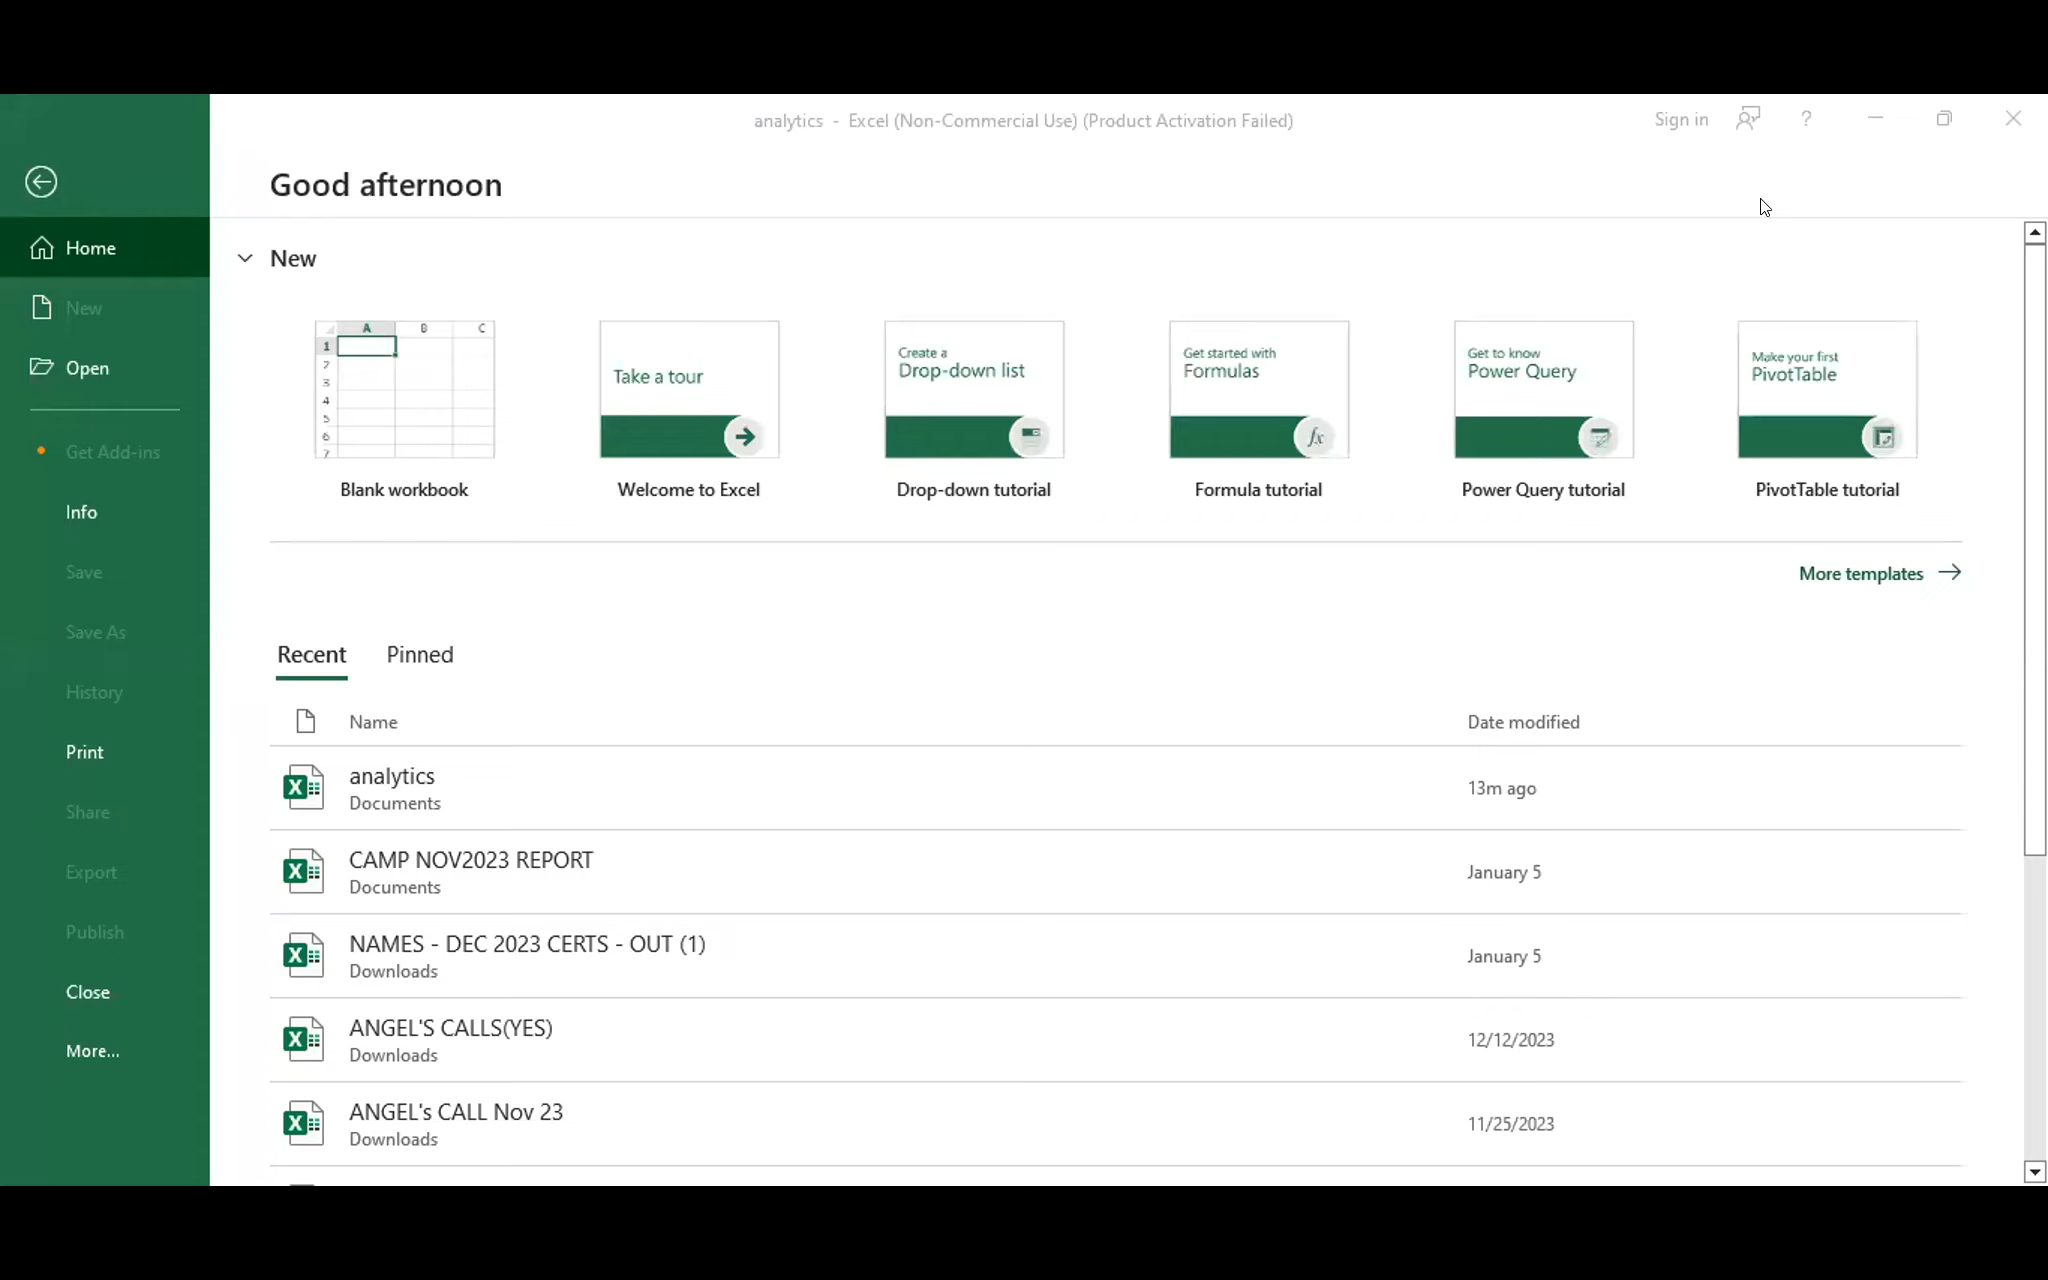 analytics - Excel (Non-Commercial Use) (Product Activation Failed)
Sign in
?
Good afternoon
Home
New
Open
Get Add-ins
Info
Save
Save As
History
Print
Share
Export
Publish
Close
More...
New
A B C
1
2
3
4
5
6
7
Blank workbook
Take a tour
Welcome to Excel
Create a
Drop-down list
Drop-down tutorial
Get started with
Formulas
fx
Formula tutorial
Get to know
Power Query
Power Query tutorial
Make your first
PivotTable
PivotTable tutorial
More templates
Recent Pinned
Name Date modified
analytics
Documents
13m ago
CAMP NOV2023 REPORT
Documents
January 5
NAMES - DEC 2023 CERTS - OUT (1)
Downloads
January 5
ANGEL'S CALLS(YES)
Downloads
12/12/2023
ANGEL's CALL Nov 23
Downloads
11/25/2023